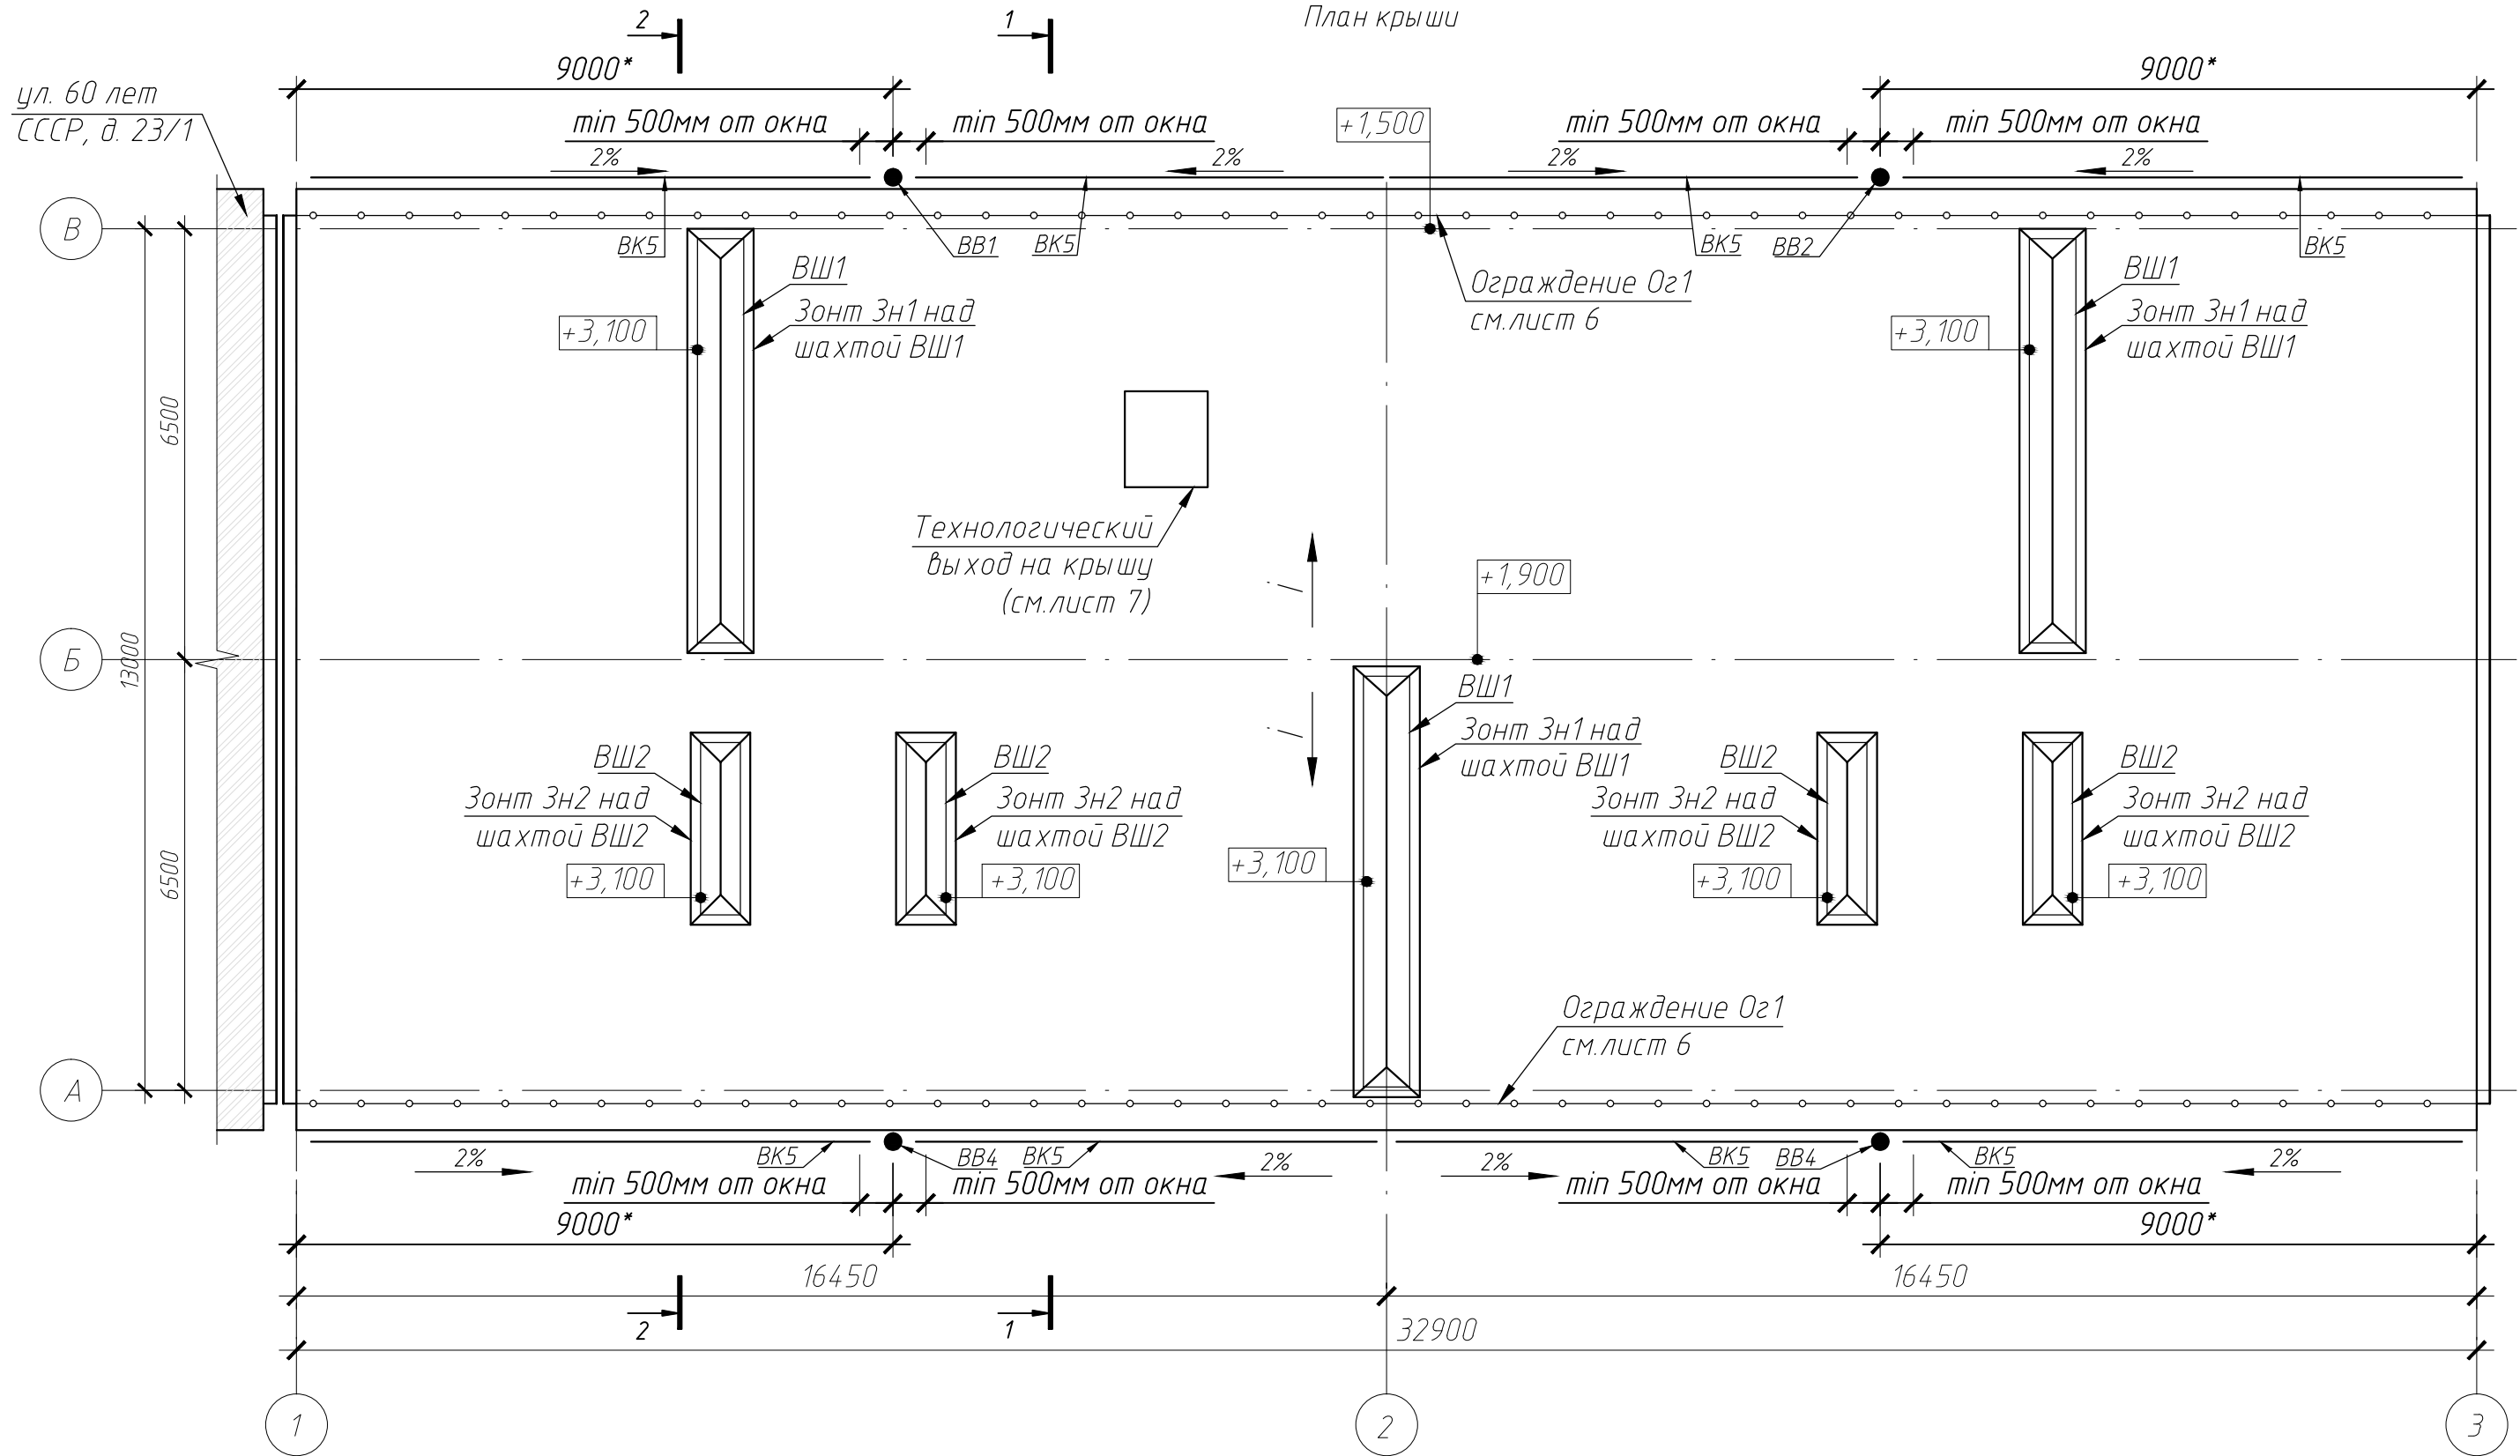 План крыши
2
1
9000*
9000*
ул. 60 лет
СССР, д. 23/1
min 500мм от окна
min 500мм от окна
+1,500
min 500мм от окна
min 500мм от окна
2%
2%
2%
2%
В
ВК5
ВВ1
ВК5
ВК5
ВВ2
ВК5
ВШ1
Зонт Зн1 над
шахтой ВШ1
+3,100
Ограждение Ог1
см.лист 6
ВШ1
Зонт Зн1 над
шахтой ВШ1
+3,100
6500
Технологический
выход на крышу
(см.лист 7)
+1,900
Б
13000
ВШ1
Зонт Зн1 над
шахтой ВШ1
+3,100
ВШ2
Зонт Зн2 над
шахтой ВШ2
+3,100
ВШ2
Зонт Зн2 над
шахтой ВШ2
+3,100
ВШ2
Зонт Зн2 над
шахтой ВШ2
+3,100
ВШ2
Зонт Зн2 над
шахтой ВШ2
+3,100
6500
Ограждение Ог1
см.лист 6
А
2%
ВК5
ВВ4
ВК5
2%
2%
ВК5
ВВ4
ВК5
2%
min 500мм от окна
min 500мм от окна
min 500мм от окна
min 500мм от окна
9000*
9000*
16450
16450
2
1
32900
1
2
3